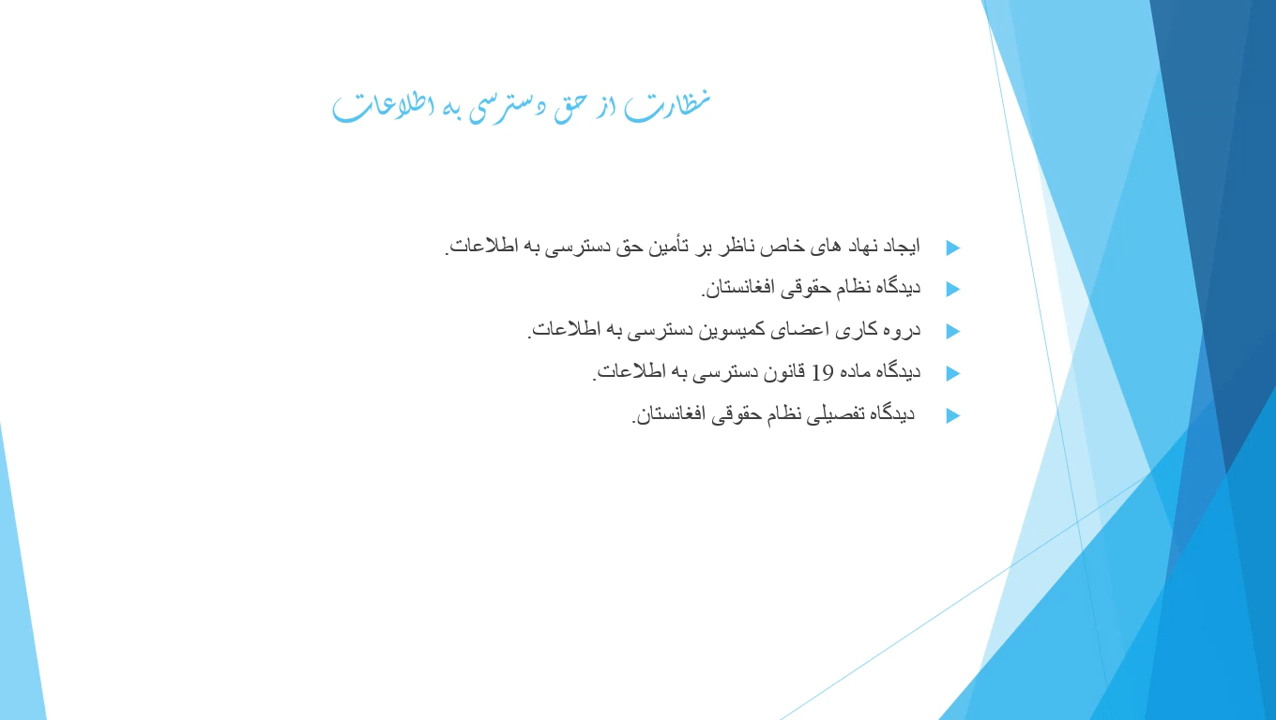 نظارت از حق دسترسی به اطلاعات
ایجاد نهاد های خاص ناظر بر تأمین حق دسترسی به اطلاعات.
دیدگاه نظام حقوقی افغانستان.
دروه کاری اعضای کمیسوین دسترسی به اطلاعات.
دیدگاه ماده 19 قانون دسترسی به اطلاعات.
دیدگاه تفصیلی نظام حقوقی افغانستان.